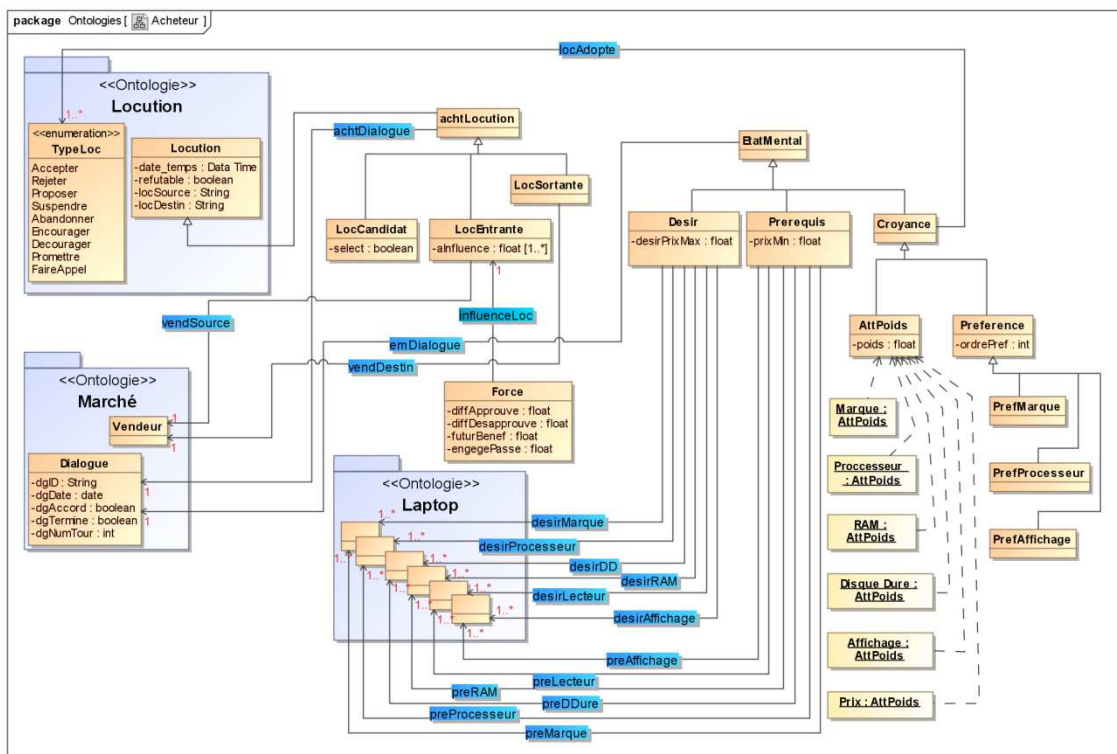 package Ontologies [ Acheteur ]
locAdopte
<<Ontologie>>
Locution
1..*
<<enumeration>>
TypeLoc
Accepter
Rejeter
Proposer
Suspendre
Abandonner
Encourager
Decourager
Promettre
FaireAppel
Locution
-date_temps : Data Time
-refutable : boolean
-locSource : String
-locDestin : String
achtLocution
achtDialogue
LocSortante
LocCandidat
-select : boolean
LocEntrante
-aInfluence : float [1..*]
1
EtatMental
Desir
-desirPrixMax : float
Prerequis
-prixMin : float
Croyance
vendSource
influenceLoc
emDialogue
vendDestin
AttPoids
-poids : float
Preference
-ordrePref : int
<<Ontologie>>
Marché
Vendeur
1
1
Dialogue
-dgID : String
-dgDate : date
-dgAccord : boolean
-dgTermine : boolean
-dgNumTour : int
1
1
Force
-diffApprouve : float
-diffDesapprouve : float
-futurBenef : float
-engegePasse : float
Marque :
AttPoids
PrefMarque
Proccesseur
: AttPoids
PrefProcesseur
RAM :
AttPoids
PrefAffichage
Disque Dure :
AttPoids
Affichage :
AttPoids
Prix : AttPoids
<<Ontologie>>
Laptop
1..*
1..*
1..*
1..*
1..*
1..*
1..*
1..*
1..*
1..*
1..*
1..*
desirMarque
desirProcesseur
desirDD
desirRAM
desirLecteur
desirAffichage
preAffichage
preLecteur
preRAM
preDDure
preProcesseur
preMarque